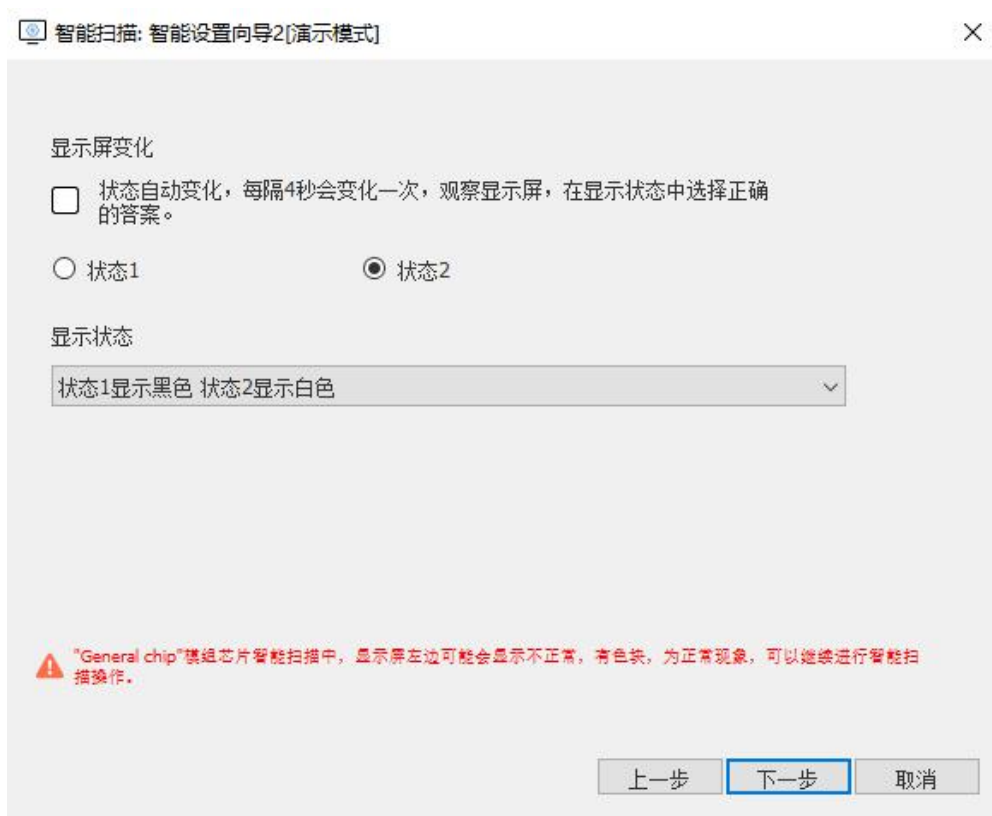 智能扫描: 智能设置向导2[演示模式]
显示屏变化
状态自动变化，每隔4秒会变化一次，观察显示屏，在显示状态中选择正确
的答案。
状态1 状态2
显示状态
状态1显示黑色 状态2显示白色
"General chip"模组芯片智能扫描中，显示屏左边可能会显示不正常，有色块，为正常现象，可以继续进行智能扫
描操作。
上一步 下一步 取消